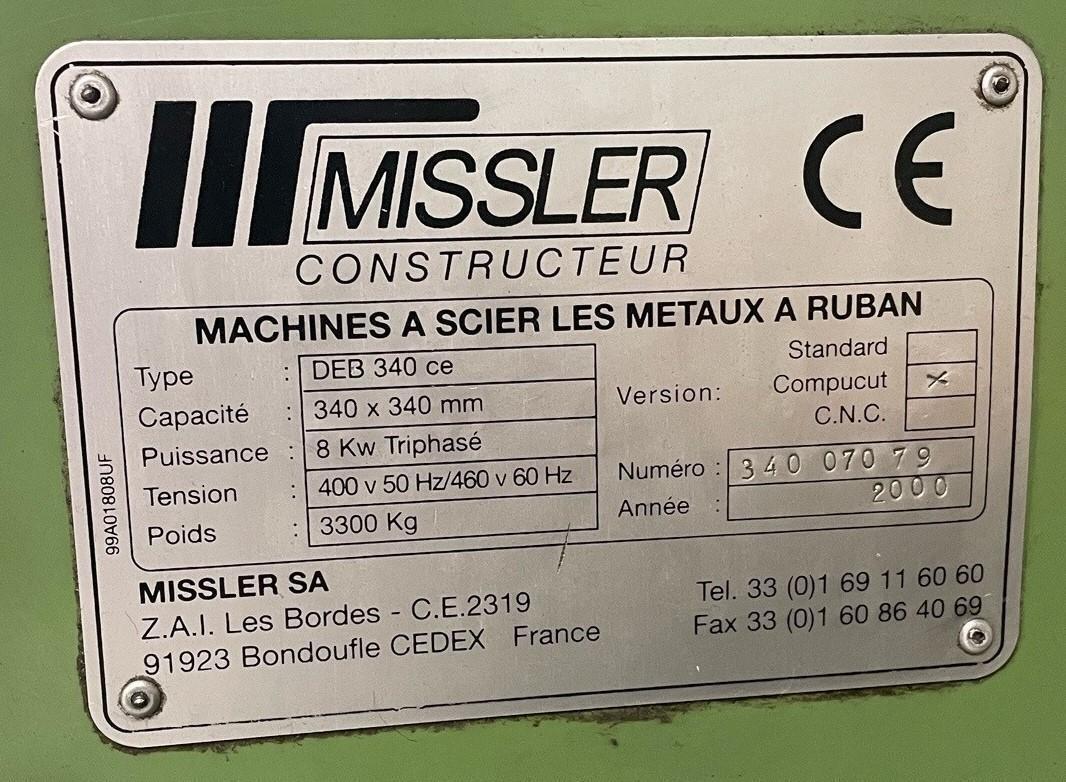 MISSLER
CONSTRUCTEUR
CE
MACHINES A SCIER LES METAUX A RUBAN
Type : DEB 340 ce
Capacité : 340 x 340 mm
Puissance : 8 Kw Triphasé
Tension : 400 v 50 Hz/460 v 60 Hz
Poids : 3300 Kg
Version:
Standard
Compucut x
C.N.C.
Numéro : 340 070 79
Année : 2000
99A01808UF
MISSLER SA
Z.A.I. Les Bordes - C.E.2319
91923 Bondoufle CEDEX France
Tel. 33 (0)1 69 11 60 60
Fax 33 (0)1 60 86 40 69